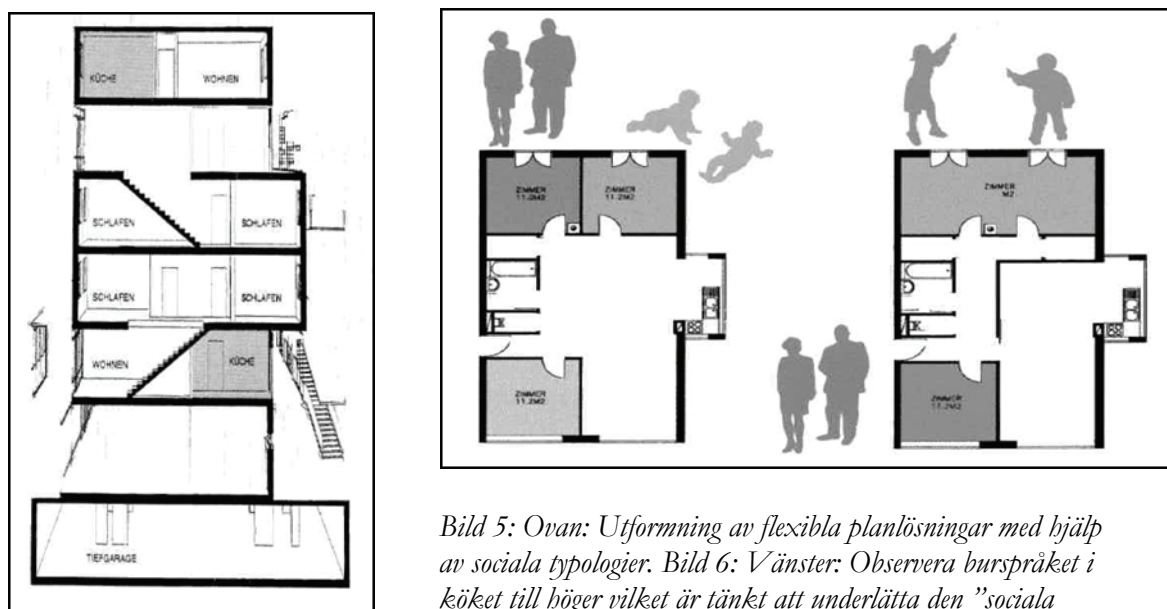 KÜCHE WOHNEN
SCHLAFEN SCHLAFEN
SCHLAFEN SCHLAFEN
WOHNEN KÜCHE
TIEFGARAGE
ZIMMER ZIMMER
11.2M2
ZIMMER
11.2M2
ZIMMER
M2
ZIMMER
11.2M2
Bild 5: Ovan: Utformning av flexibla planlösningar med hjälp
av sociala typologier. Bild 6: Vänster: Observera burspråket i
köket till höger vilket är tänkt att underlätta den ”sociala